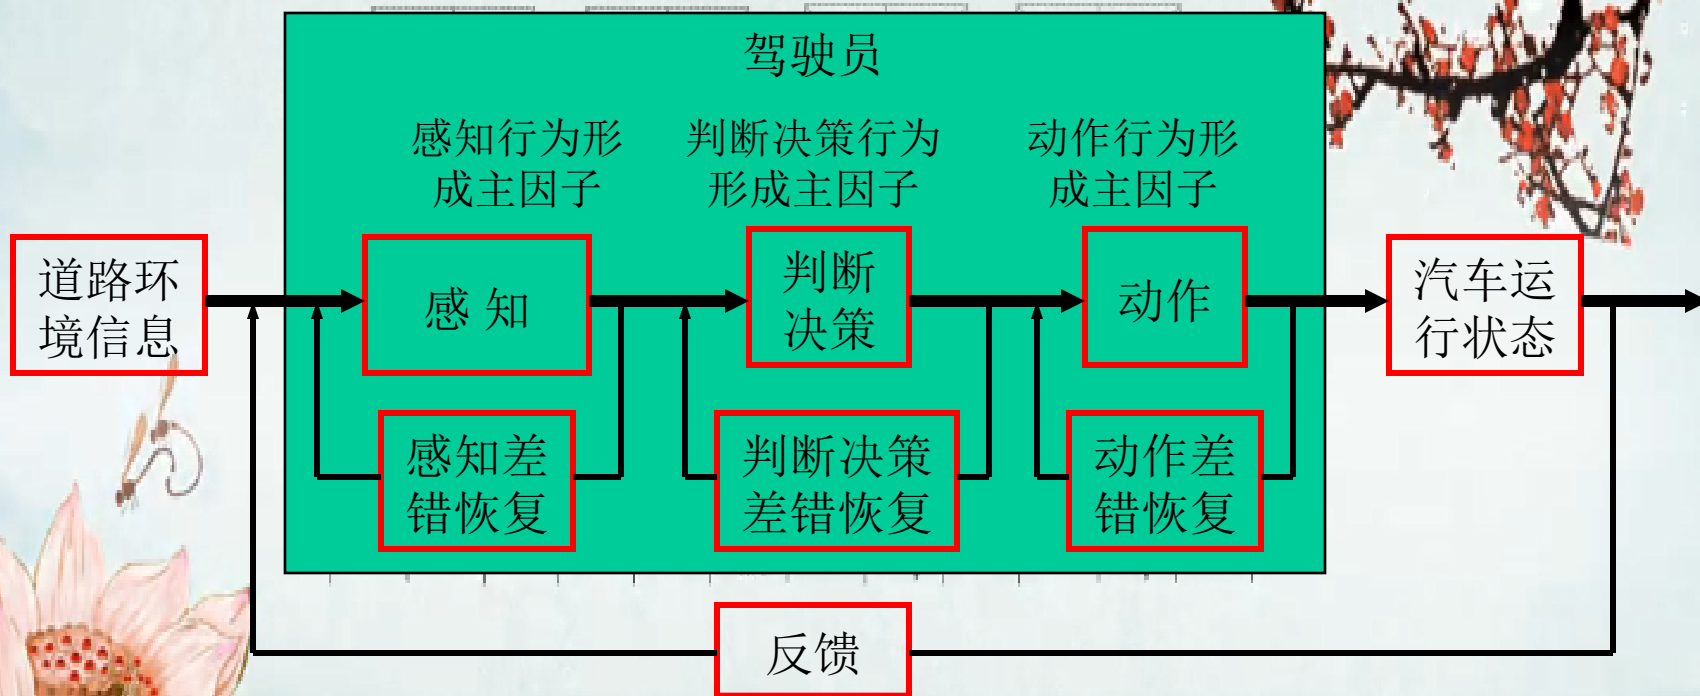 驾驶员
感知行为形
成主因子
判断决策行为
形成主因子
动作行为形
成主因子
道路环
境信息
感 知
判断
决策
动作
汽车运
行状态
感知差
错恢复
判断决策
差错恢复
动作差
错恢复
反馈